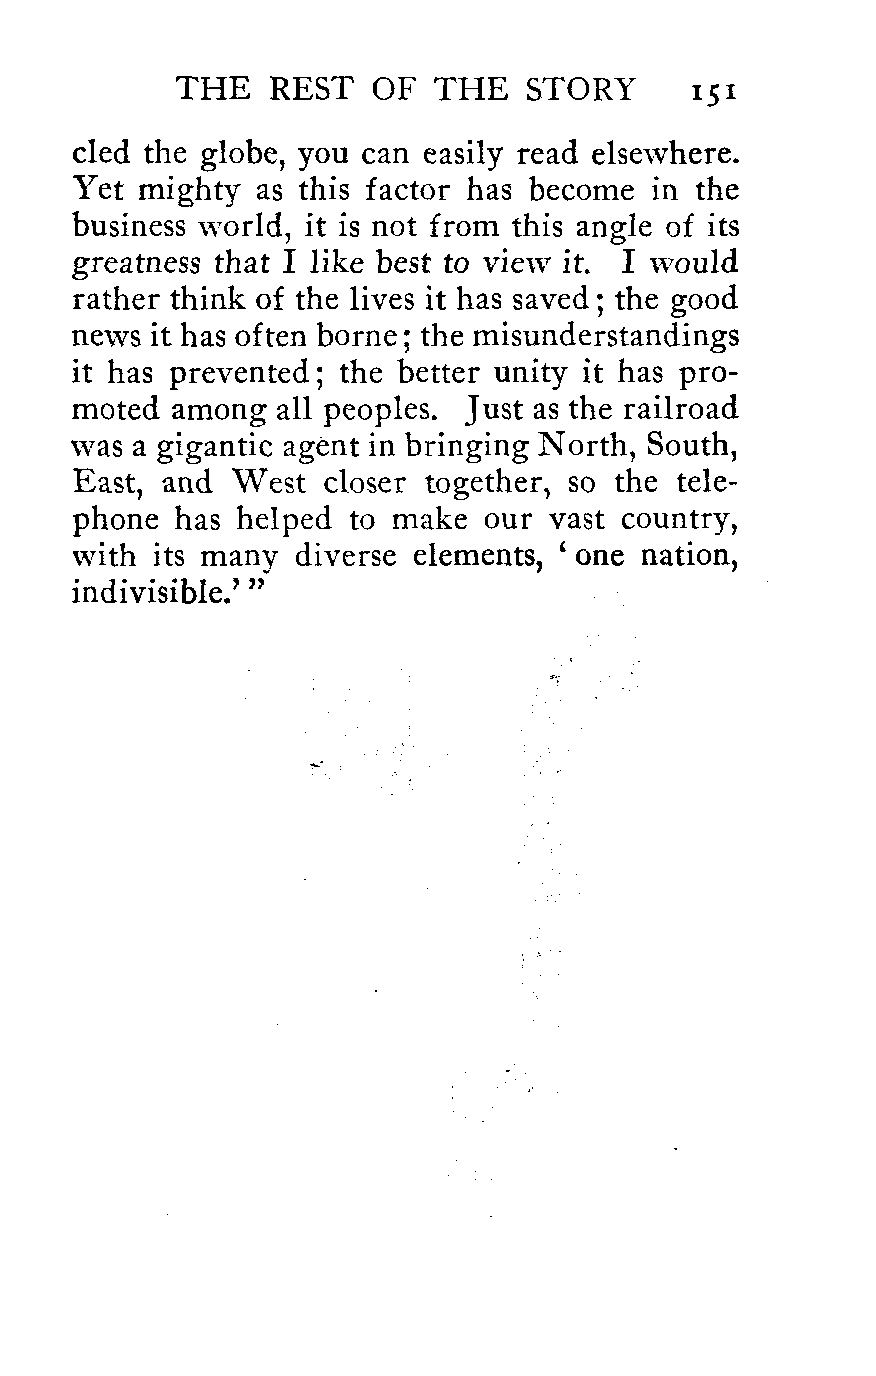 THE REST OF THE STORY 151
cled the globe, you can easily read elsewhere.
Yet mighty as this factor has become in the
business world, it is not from this angle of its
greatness that I like best to view it. I would
rather think of the lives it has saved; the good
news it has often borne; the misunderstandings
it has prevented; the better unity it has pro-
moted among all peoples. Just as the railroad
was a gigantic agent in bringing North, South,
East, and West closer together, so the tele-
phone has helped to make our vast country,
with its many diverse elements, ‘one nation,
indivisible.’”